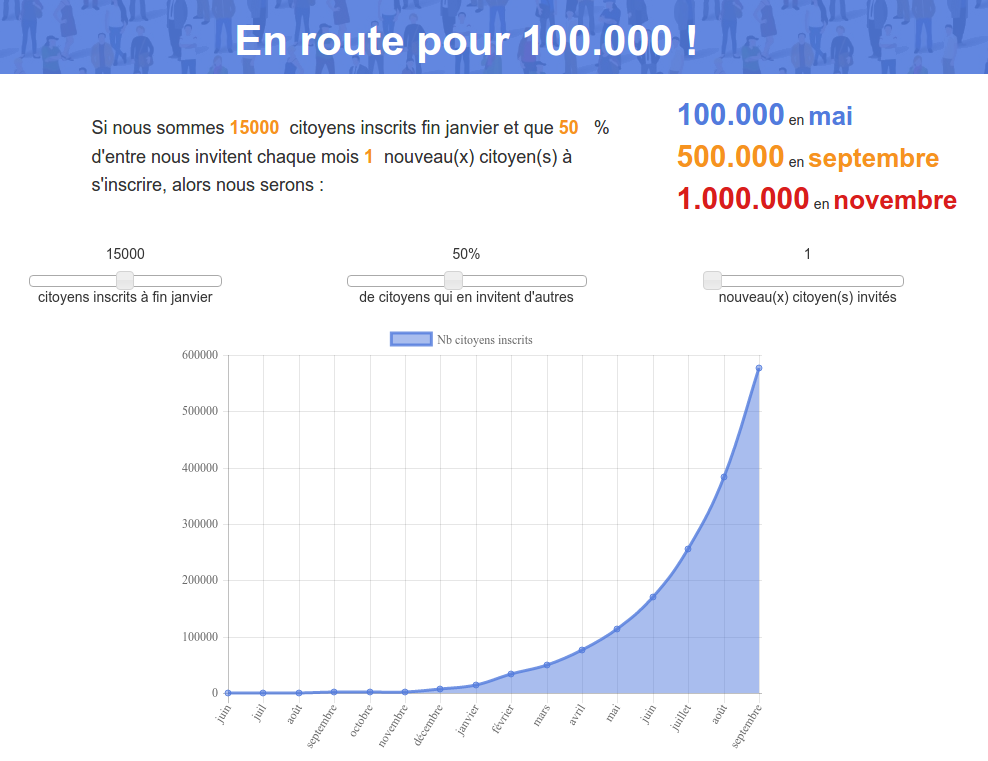 En route pour 100.000 !
Si nous sommes 15000 citoyens inscrits fin janvier et que 50 %
d'entre nous invitent chaque mois 1 nouveau(x) citoyen(s) à
s'inscrire, alors nous serons :
100.000 en mai
500.000 en septembre
1.000.000 en novembre
15000
citoyens inscrits à fin janvier
50%
de citoyens qui en invitent d'autres
1
nouveau(x) citoyen(s) invités
Nb citoyens inscrits
600000
500000
400000
300000
200000
100000
0
juin
juil
août
septembre
octobre
novembre
décembre
janvier
février
mars
avril
mai
juin
juillet
août
septembre